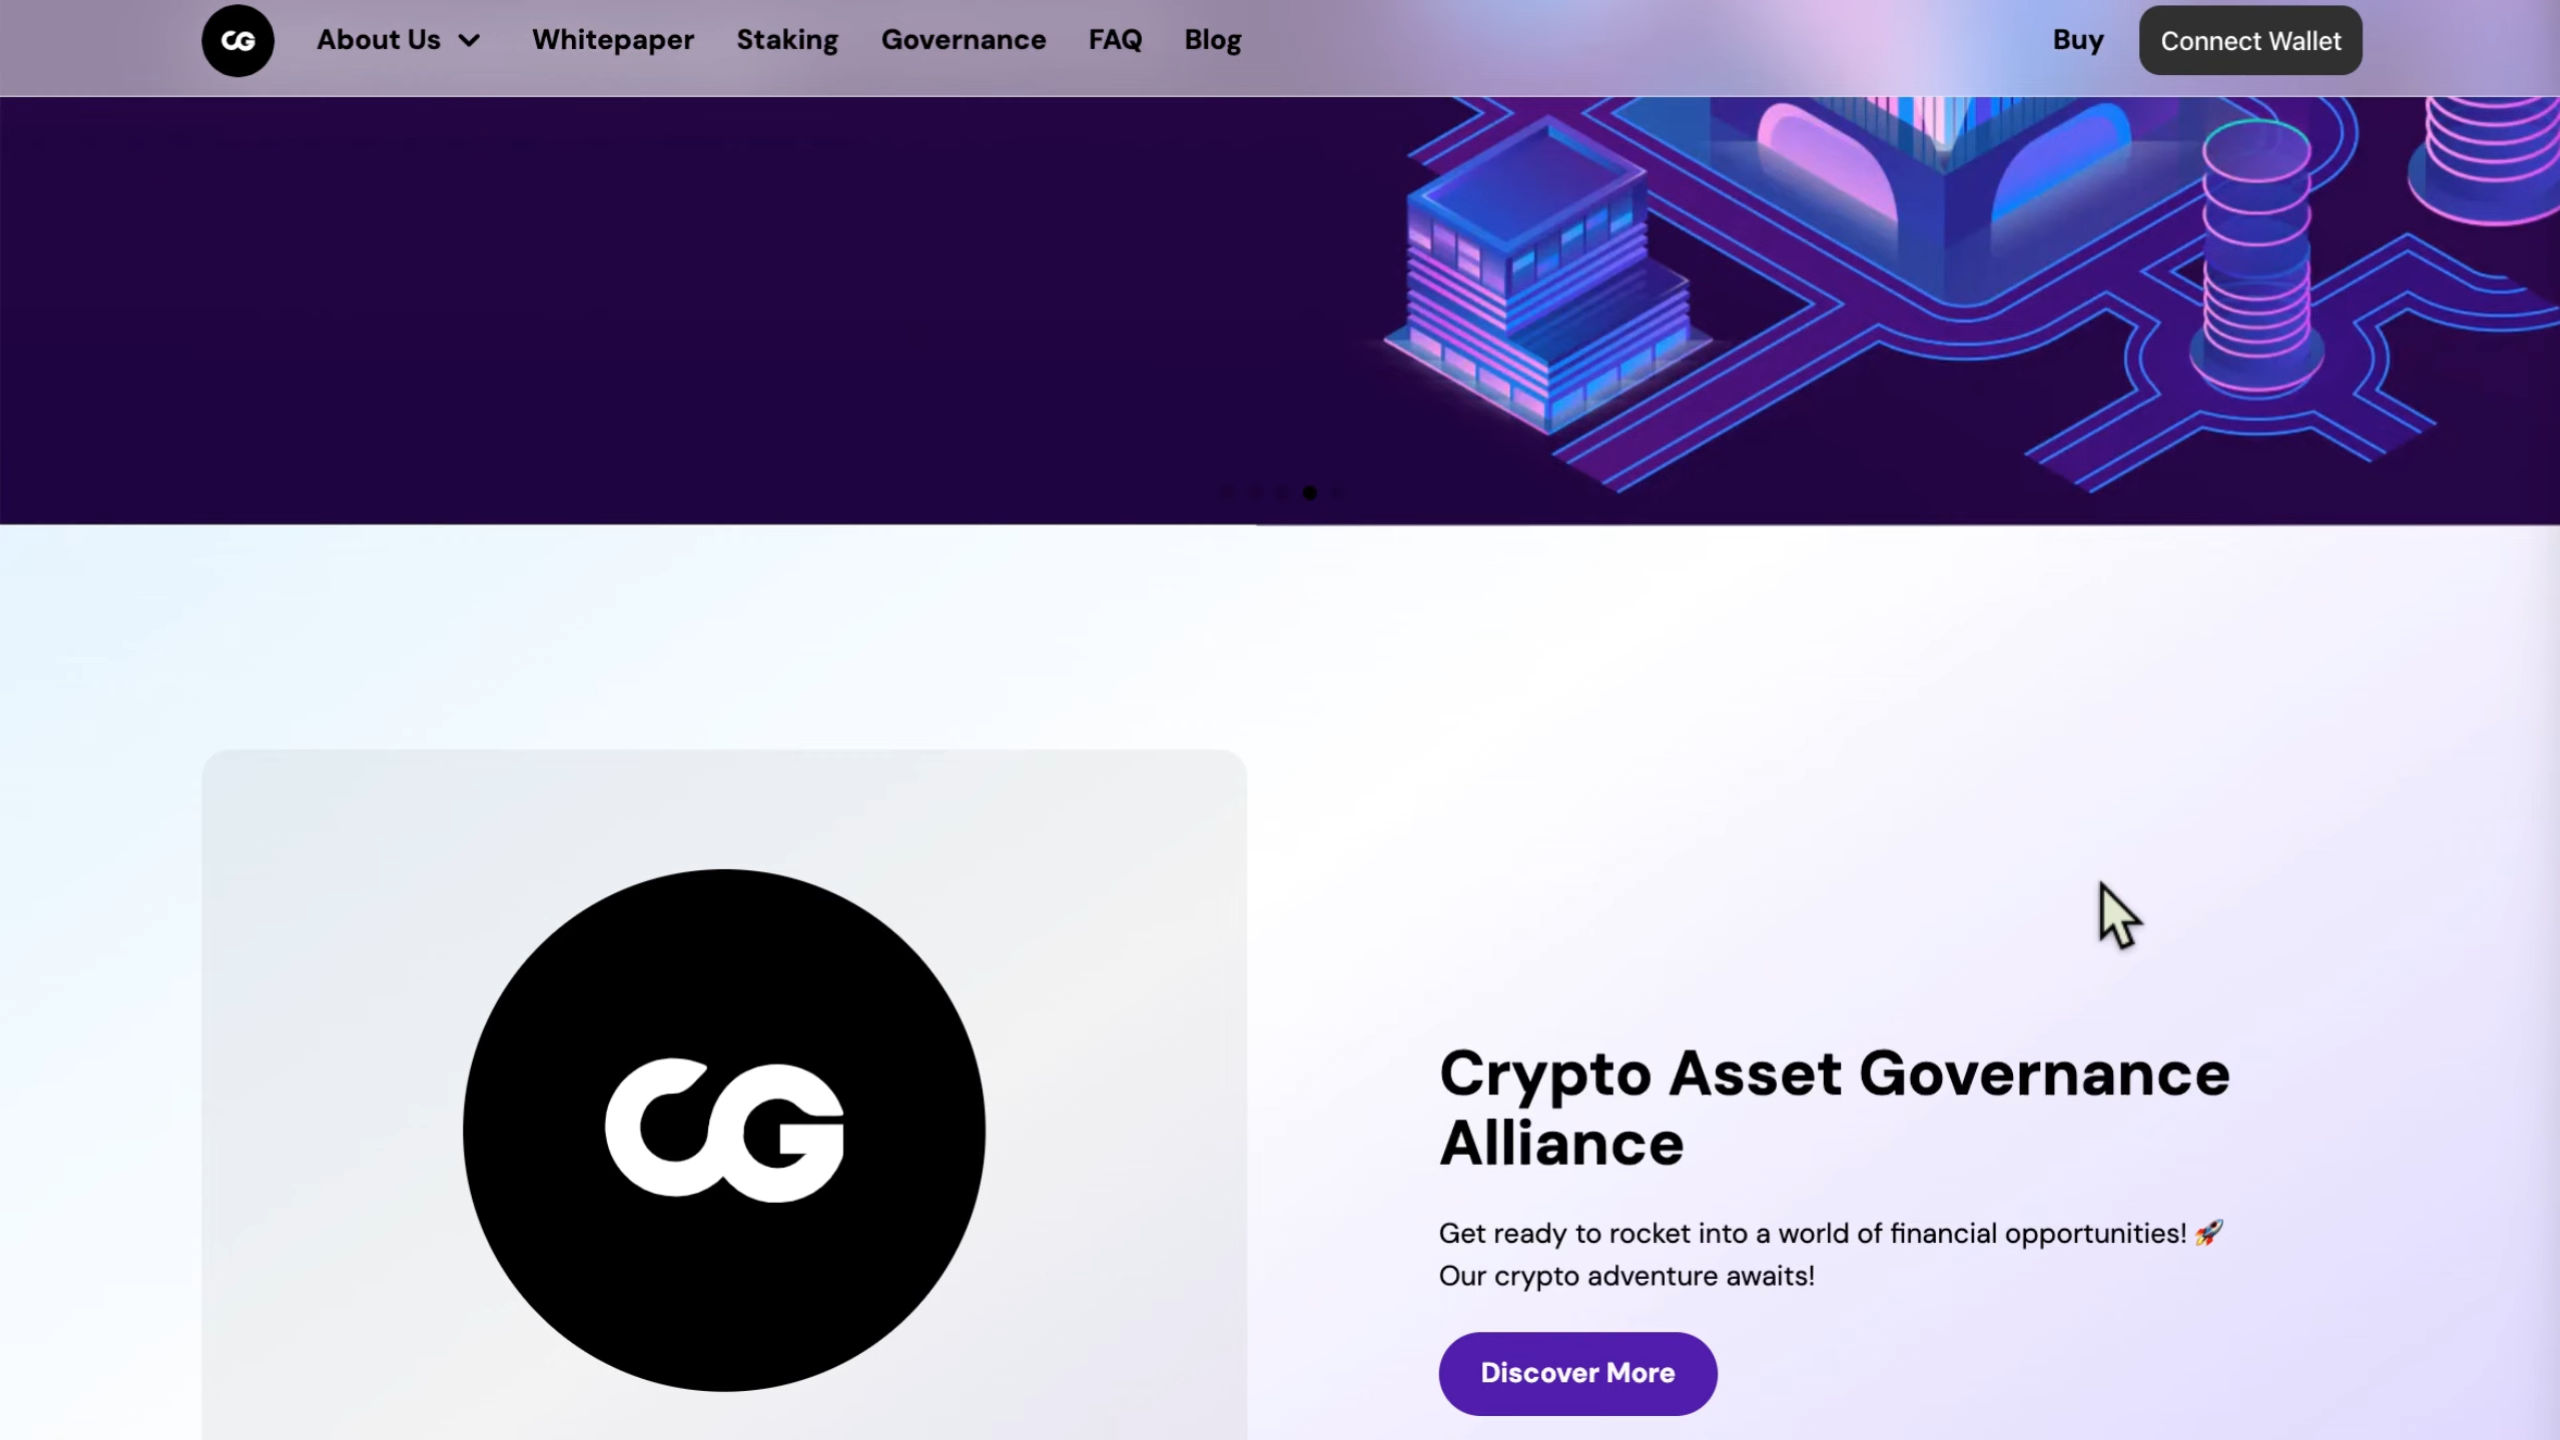 CG
About Us
Whitepaper
Staking
Governance
FAQ
Blog
Buy
Connect Wallet
CG
Crypto Asset Governance
Alliance
Get ready to rocket into a world of financial opportunities! 🚀
Our crypto adventure awaits!
Discover More